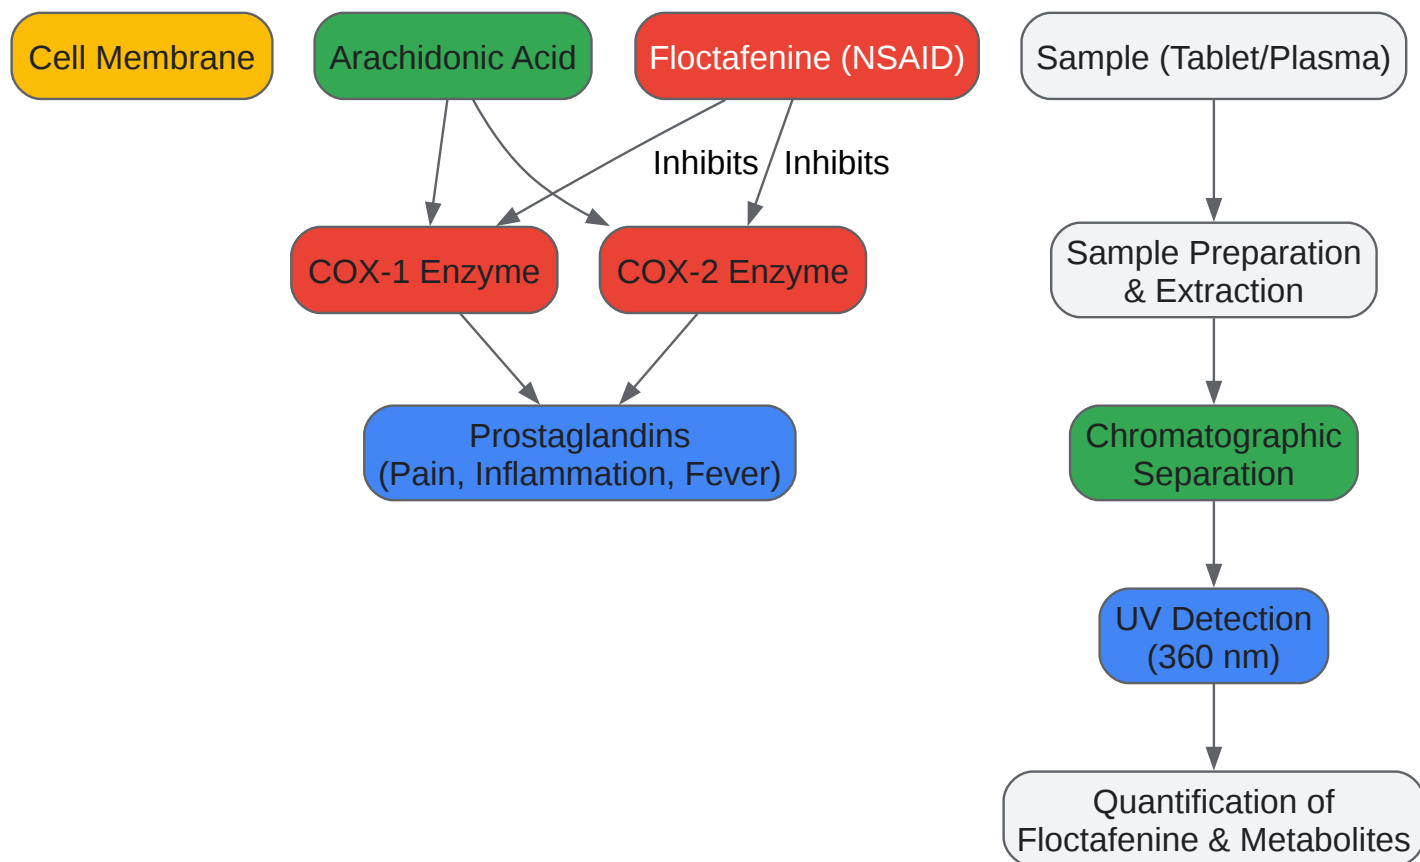 Cell Membrane
Arachidonic Acid
Floctafenine (NSAID)
Sample (Tablet/Plasma)
Inhibits
Inhibits
COX-1 Enzyme
COX-2 Enzyme
Sample Preparation
& Extraction
Prostaglandins
(Pain, Inflammation, Fever)
Chromatographic
Separation
UV Detection
(360 nm)
Quantification of
Floctafenine & Metabolites